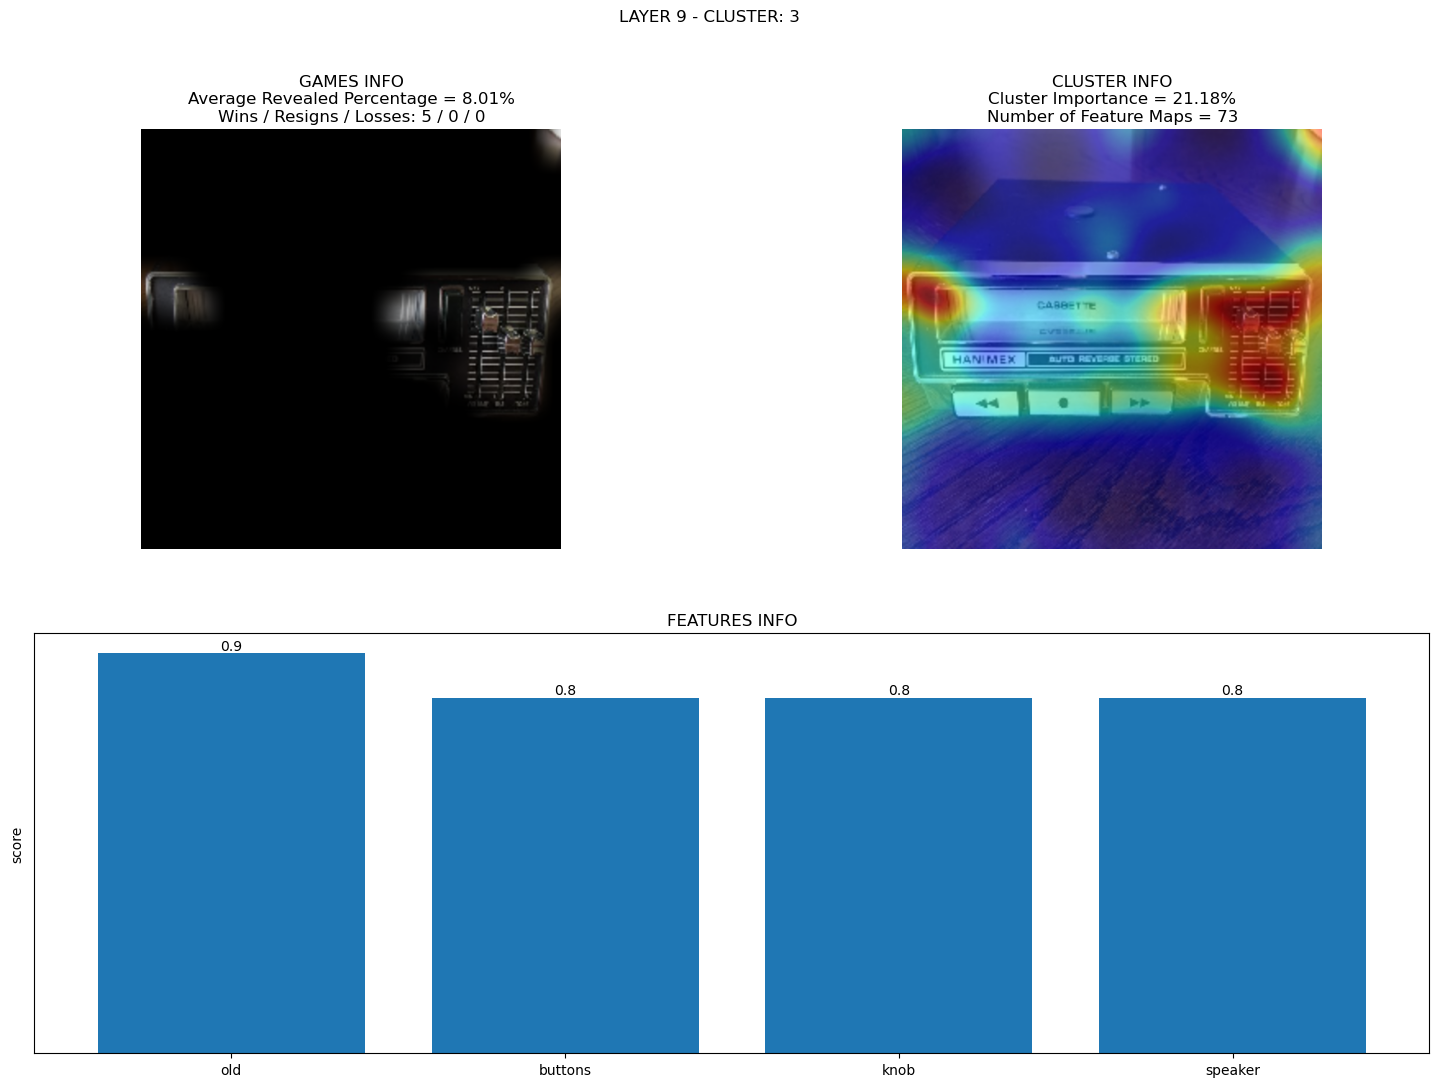 LAYER 9 - CLUSTER: 3
GAMES INFO
Average Revealed Percentage = 8.01%
Wins / Resigns / Losses: 5 / 0 / 0
CLUSTER INFO
Cluster Importance = 21.18%
Number of Feature Maps = 73
CASSETTE
HANIMEX
AUTO REVERSE STEREO
FEATURES INFO
score
0.9
0.8
0.8
0.8
old
buttons
knob
speaker